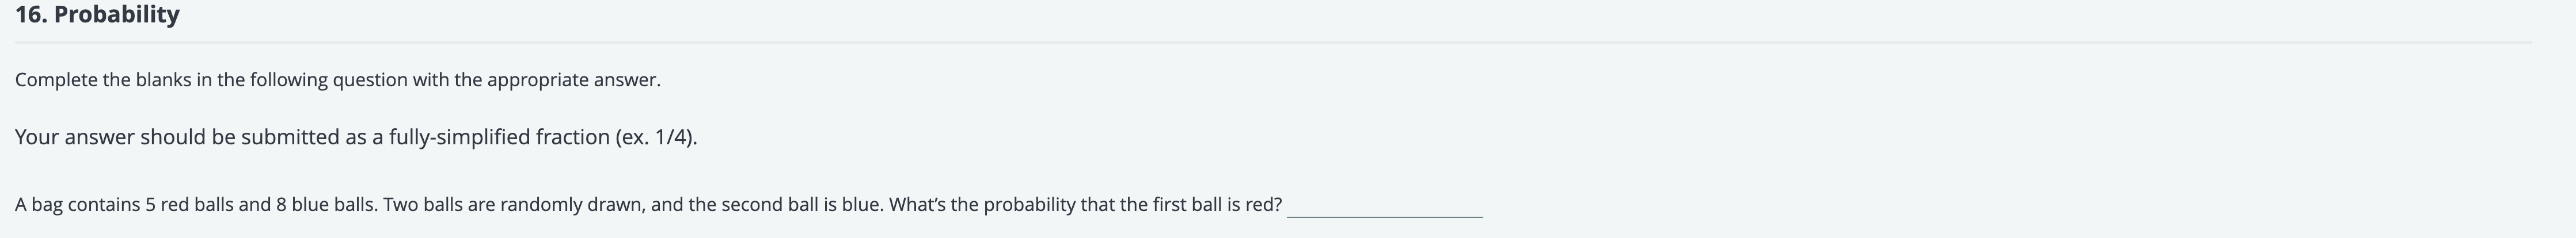 16. Probability
Complete the blanks in the following question with the appropriate answer.
Your answer should be submitted as a fully-simplified fraction (ex. 1/4).
A bag contains 5 red balls and 8 blue balls. Two balls are randomly drawn, and the second ball is blue. What’s the probability that the first ball is red?